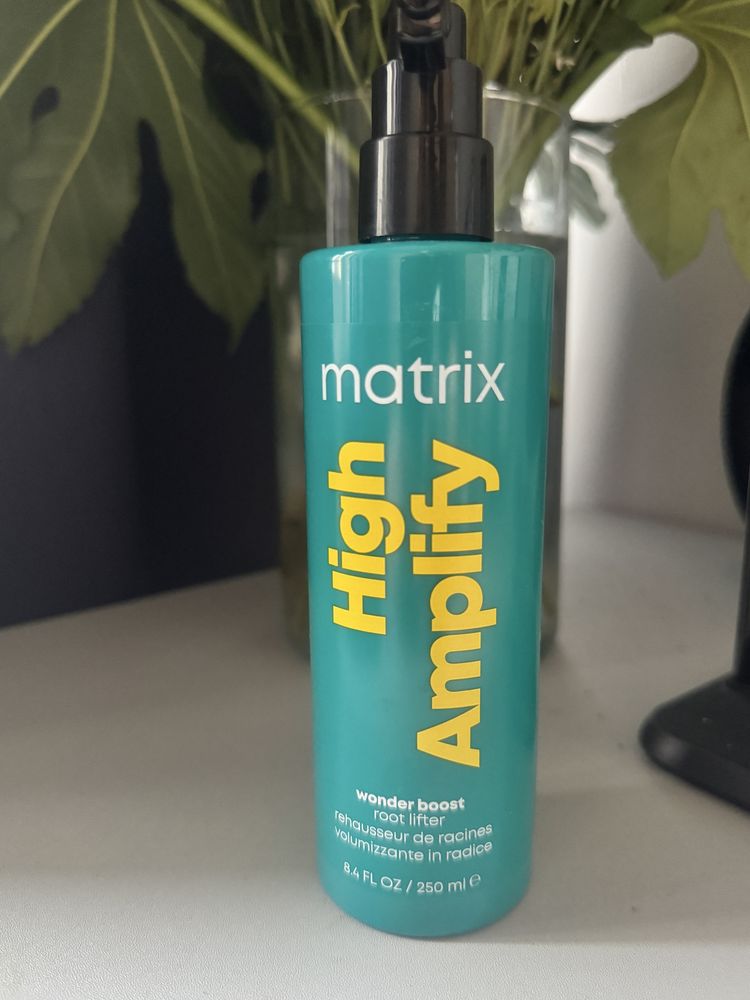 matrix
High
Amplify
wonder boost
root lifter
rehausseur de racines
volumizzante in radice
8.4 FL OZ / 250 ml ℮